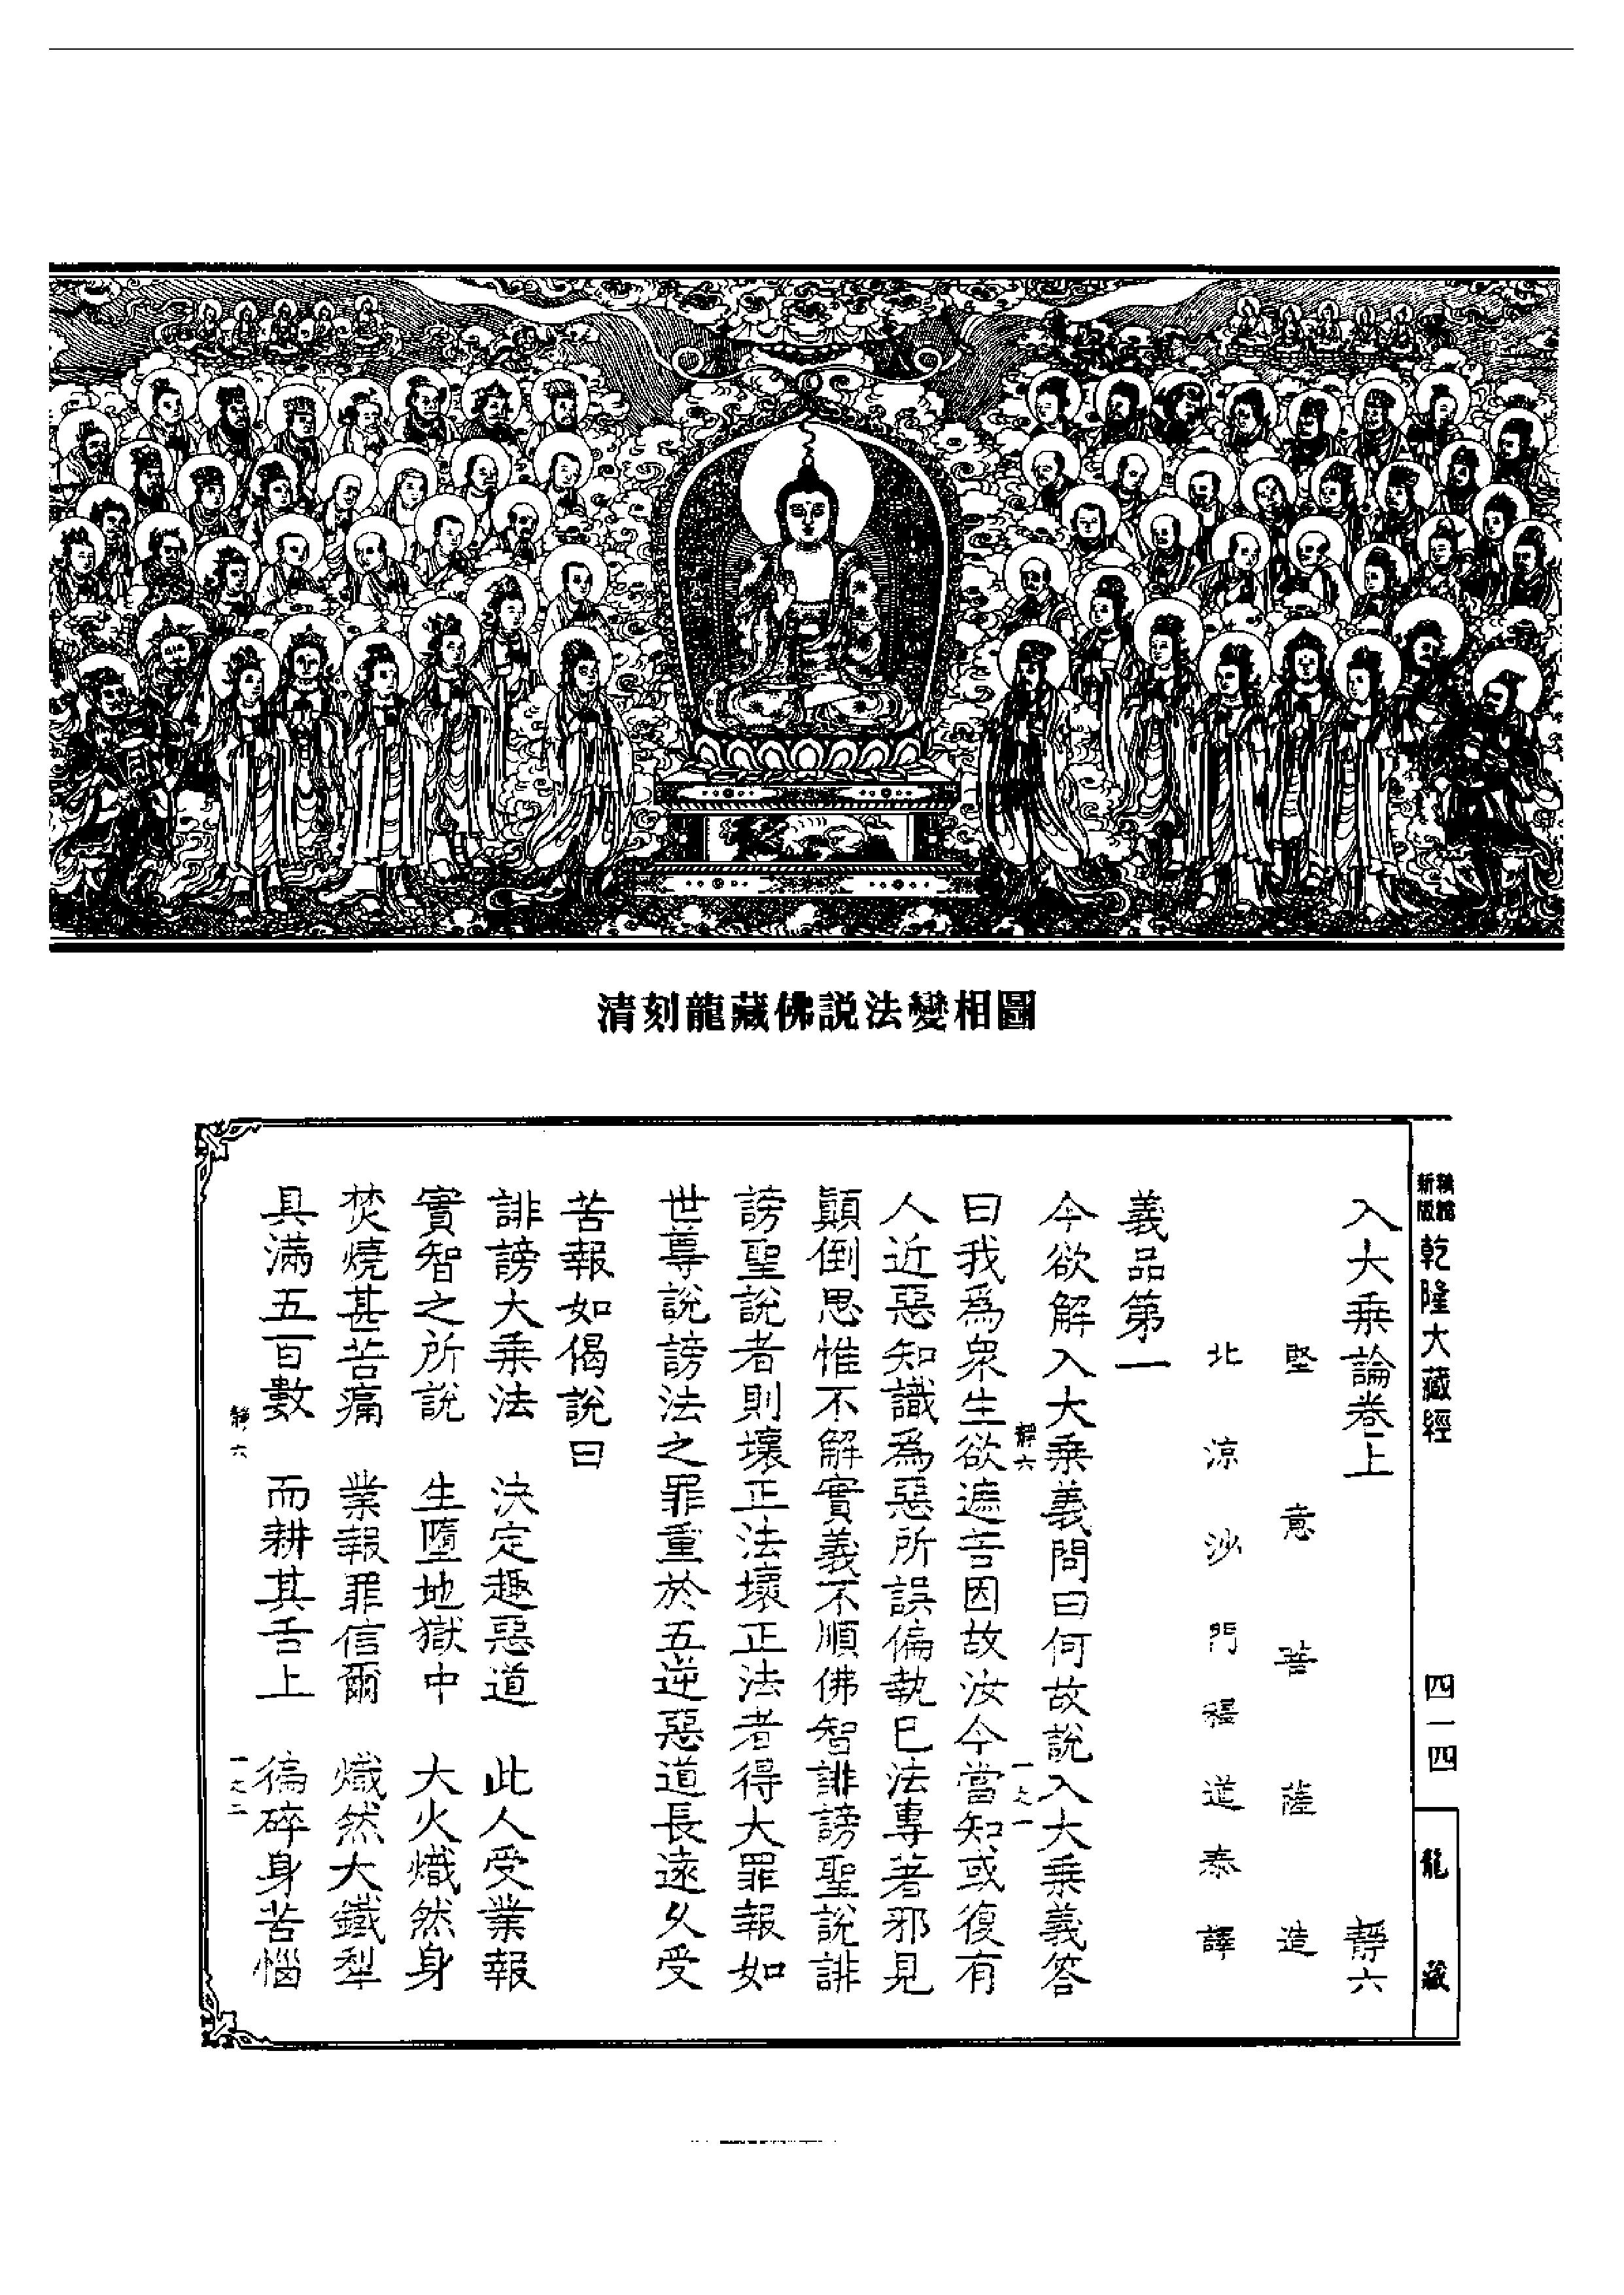 清刻龍藏佛説法變相圖
新版
乾隆大藏經
四一四
龍藏
入大乘論卷上 靜六
堅意菩薩造
北涼沙門釋道泰譯
義品第一
今欲解入大乘義問曰何故說入大乘義答
曰我為眾生欲遮苦因故汝今當知或復有
靜六 一之一
人近惡知識為惡所誤偏執巳法專著邪見
顛倒思惟不解實義不順佛智誹謗聖說誹
謗聖說者則壞正法壞正法者得大罪報如
世尊說謗法之罪重於五逆惡道長遠久受
苦報如偈說曰
誹謗大乘法 決定趣惡道 此人受業報
實智之所說 生墮地獄中 大火熾然身
焚燒甚苦痛 業報罪信爾 熾然大鐵犁
具滿五百數 而耕其舌上 徧碎身苦惱
靜六 一之二